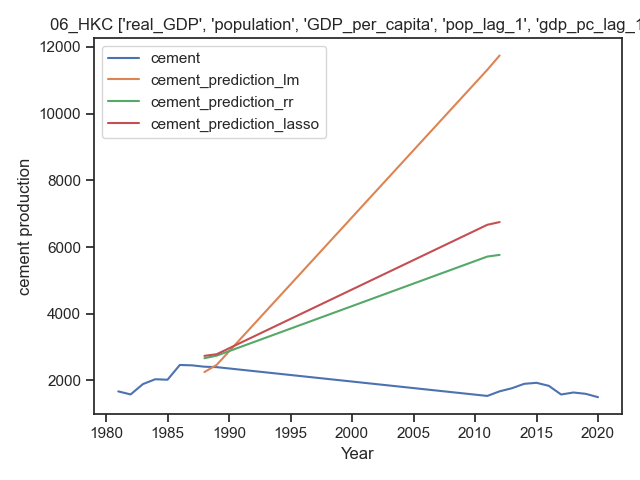 06_HKC ['real_GDP', 'population', 'GDP_per_capita', 'pop_lag_1', 'gdp_pc_lag_1
12000
10000
8000
6000
4000
2000
cement production
cement
cement_prediction_lm
cement_prediction_rr
cement_prediction_lasso
1980 1985 1990 1995 2000 2005 2010 2015 2020
Year